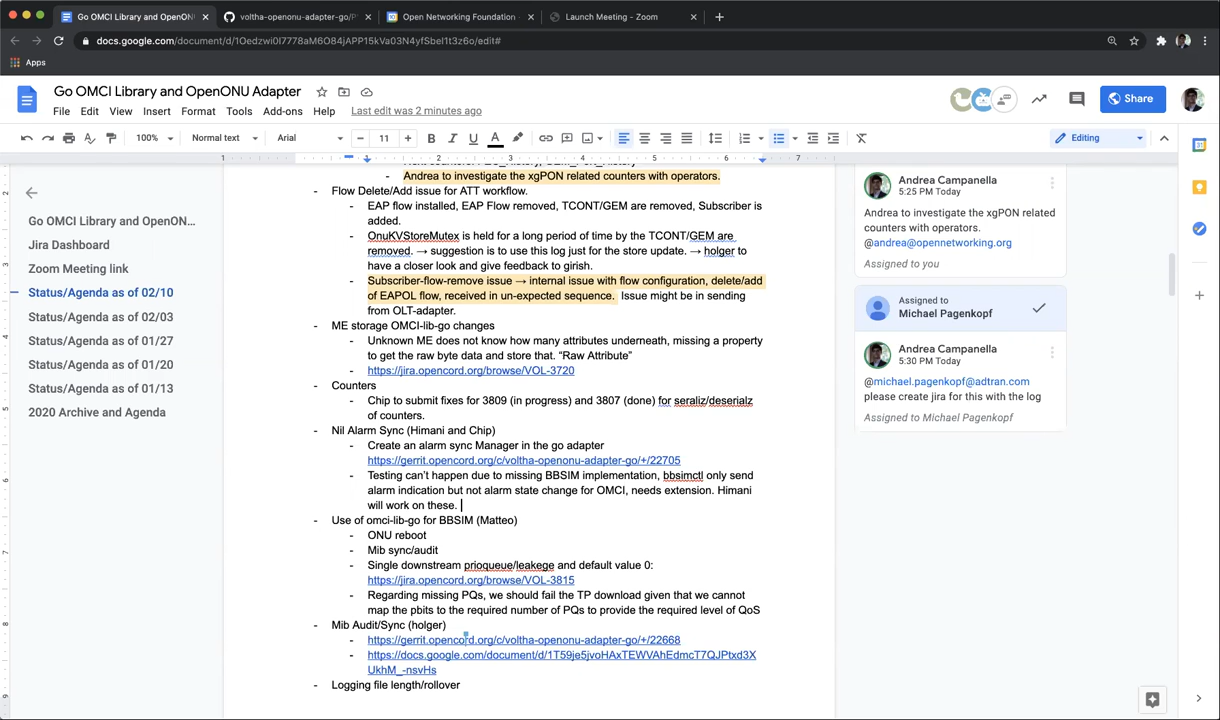 Go OMCI Library and OpenONU
voltha-openonu-adapter-go/P
Open Networking Foundation -
Launch Meeting - Zoom
docs.google.com/document/d/1Oedzwi0I7778aM6O84jAPP15kVa03N4yfSbeI1t3z6o/edit#
Apps
Go OMCI Library and OpenONU Adapter
File Edit View Insert Format Tools Add-ons Help Last edit was 2 minutes ago
Share
100% Normal text Arial 11 B I U A Editing
1 2 3 4 5 6 7
- Andrea to investigate the xgPON related counters with operators.
- Flow Delete/Add issue for ATT workflow.
- EAP flow installed, EAP Flow removed, TCONT/GEM are removed, Subscriber is
added.
- OnuKVStoreMutex is held for a long period of time by the TCONT/GEM are
removed. → suggestion is to use this log just for the store update. → holger to
have a closer look and give feedback to girish.
- Subscriber-flow-remove issue → internal issue with flow configuration, delete/add
of EAPOL flow, received in un-expected sequence. Issue might be in sending
from OLT-adapter.
- ME storage OMCI-lib-go changes
- Unknown ME does not know how many attributes underneath, missing a property
to get the raw byte data and store that. “Raw Attribute”
- https://jira.opencord.org/browse/VOL-3720
- Counters
- Chip to submit fixes for 3809 (in progress) and 3807 (done) for seraliz/deserialz
of counters.
- Nil Alarm Sync (Himani and Chip)
- Create an alarm sync Manager in the go adapter
https://gerrit.opencord.org/c/voltha-openonu-adapter-go/+/22705
- Testing can’t happen due to missing BBSIM implementation, bbsimctl only send
alarm indication but not alarm state change for OMCI, needs extension. Himani
will work on these.
- Use of omci-lib-go for BBSIM (Matteo)
- ONU reboot
- Mib sync/audit
- Single downstream prioqueue/leakege and default value 0:
https://jira.opencord.org/browse/VOL-3815
- Regarding missing PQs, we should fail the TP download given that we cannot
map the pbits to the required number of PQs to provide the required level of QoS
- Mib Audit/Sync (holger)
- https://gerrit.opencord.org/c/voltha-openonu-adapter-go/+/22668
- https://docs.google.com/document/d/1T59je5jvoHAxTEWVAhEdmcT7QJPtxd3X
UkhM_-nsvHs
- Logging file length/rollover
Go OMCI Library and OpenON...
Jira Dashboard
Zoom Meeting link
Status/Agenda as of 02/10
Status/Agenda as of 02/03
Status/Agenda as of 01/27
Status/Agenda as of 01/20
Status/Agenda as of 01/13
2020 Archive and Agenda
Andrea Campanella
5:25 PM Today
Andrea to investigate the xgPON related
counters with operators.
@andrea@opennetworking.org
Assigned to you
Assigned to
Michael Pagenkopf
Andrea Campanella
5:30 PM Today
@michael.pagenkopf@adtran.com
please create jira for this with the log
Assigned to Michael Pagenkopf